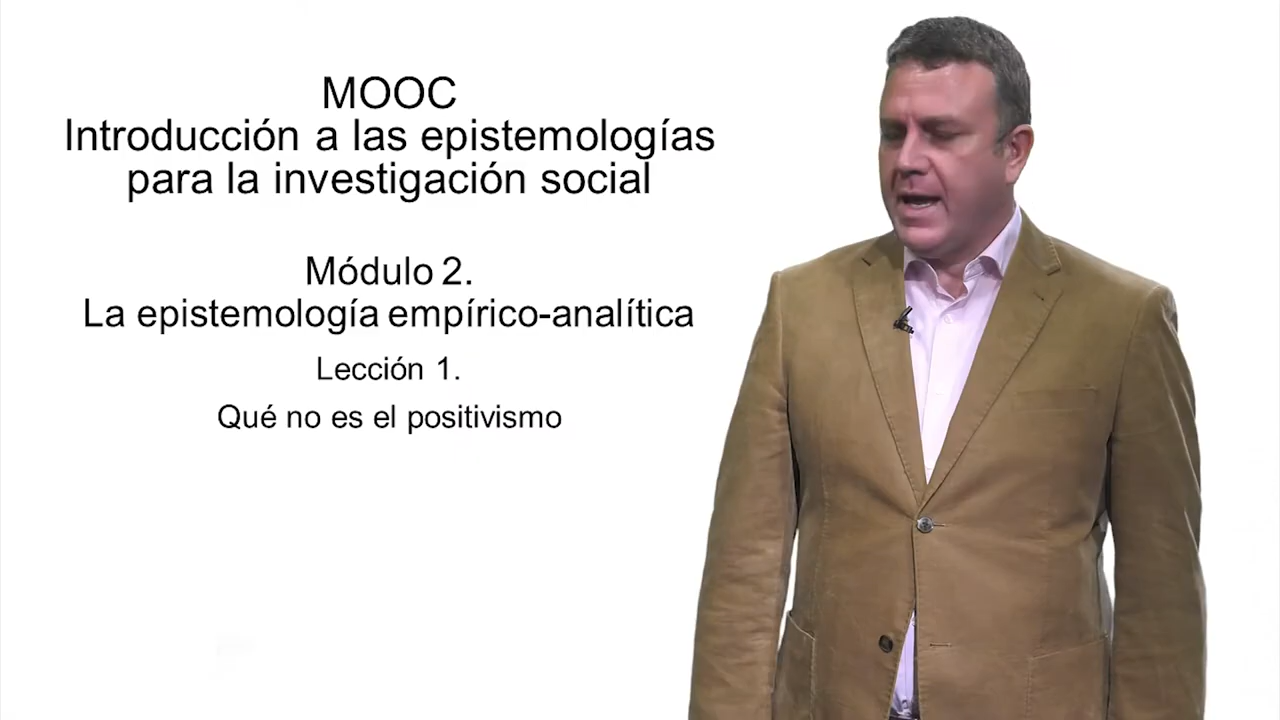 MOOC
Introducción a las epistemologías
para la investigación social
Módulo 2.
La epistemología empírico-analítica
Lección 1.
Qué no es el positivismo